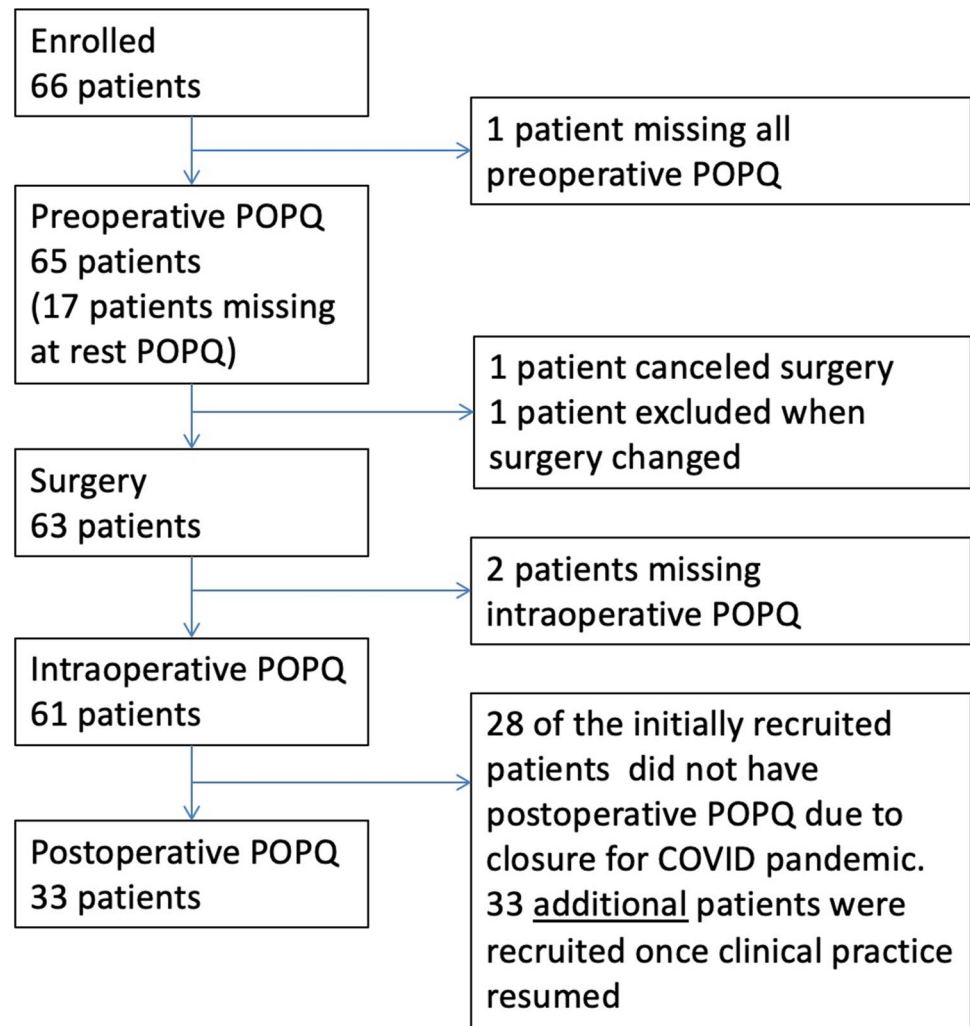 Enrolled
66 patients
1 patient missing all
preoperative POPQ
Preoperative POPQ
65 patients
(17 patients missing
at rest POPQ)
1 patient canceled surgery
1 patient excluded when
surgery changed
Surgery
63 patients
2 patients missing
intraoperative POPQ
Intraoperative POPQ
61 patients
28 of the initially recruited
patients did not have
postoperative POPQ due to
closure for COVID pandemic.
33 additional patients were
recruited once clinical practice
resumed
Postoperative POPQ
33 patients